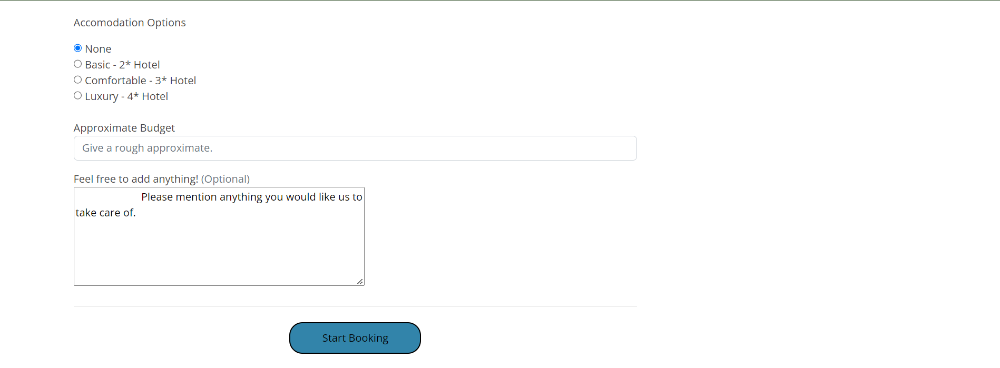 Accomodation Options
None
Basic - 2* Hotel
Comfortable - 3* Hotel
Luxury - 4* Hotel
Approximate Budget
Give a rough approximate.
Feel free to add anything! (Optional)
Please mention anything you would like us to
take care of.
Start Booking